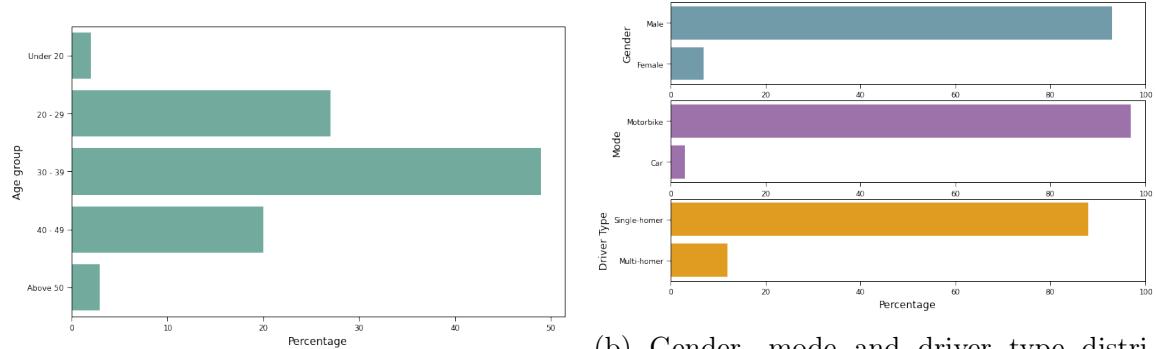 Under 20
20 - 29
30 - 39
40 - 49
Above 50
Age group
0 10 20 30 40 50
Percentage
Male
Female
Gender
0 20 40 60 80 100
Motorbike
Car
Mode
0 20 40 60 80 100
Single-homer
Multi-homer
Driver Type
0 20 40 60 80 100
Percentage
(b) Gender, mode and driver type distri